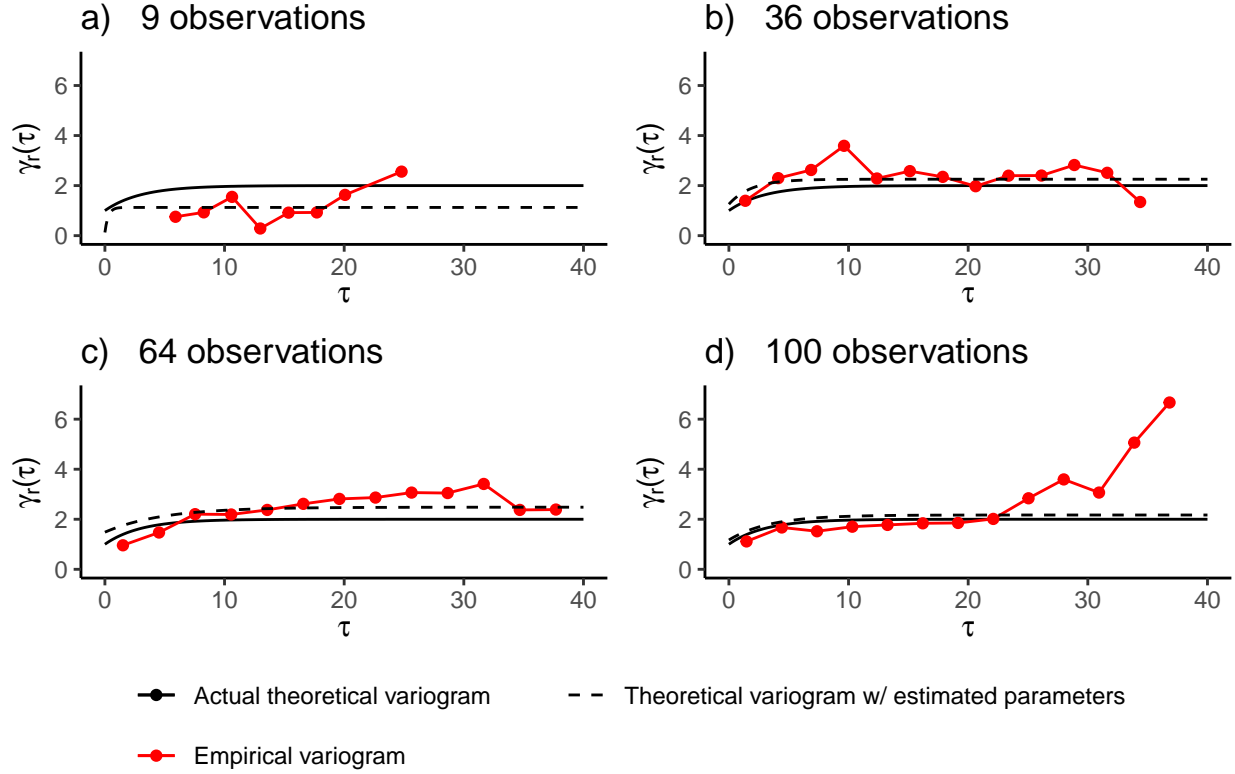 a) 9 observations
6
4
2
0
γr(τ)
0 10 20 30 40
τ
b) 36 observations
6
4
2
0
γr(τ)
0 10 20 30 40
τ
c) 64 observations
6
4
2
0
γr(τ)
0 10 20 30 40
τ
d) 100 observations
6
4
2
0
γr(τ)
0 10 20 30 40
τ
Actual theoretical variogram
Theoretical variogram w/ estimated parameters
Empirical variogram